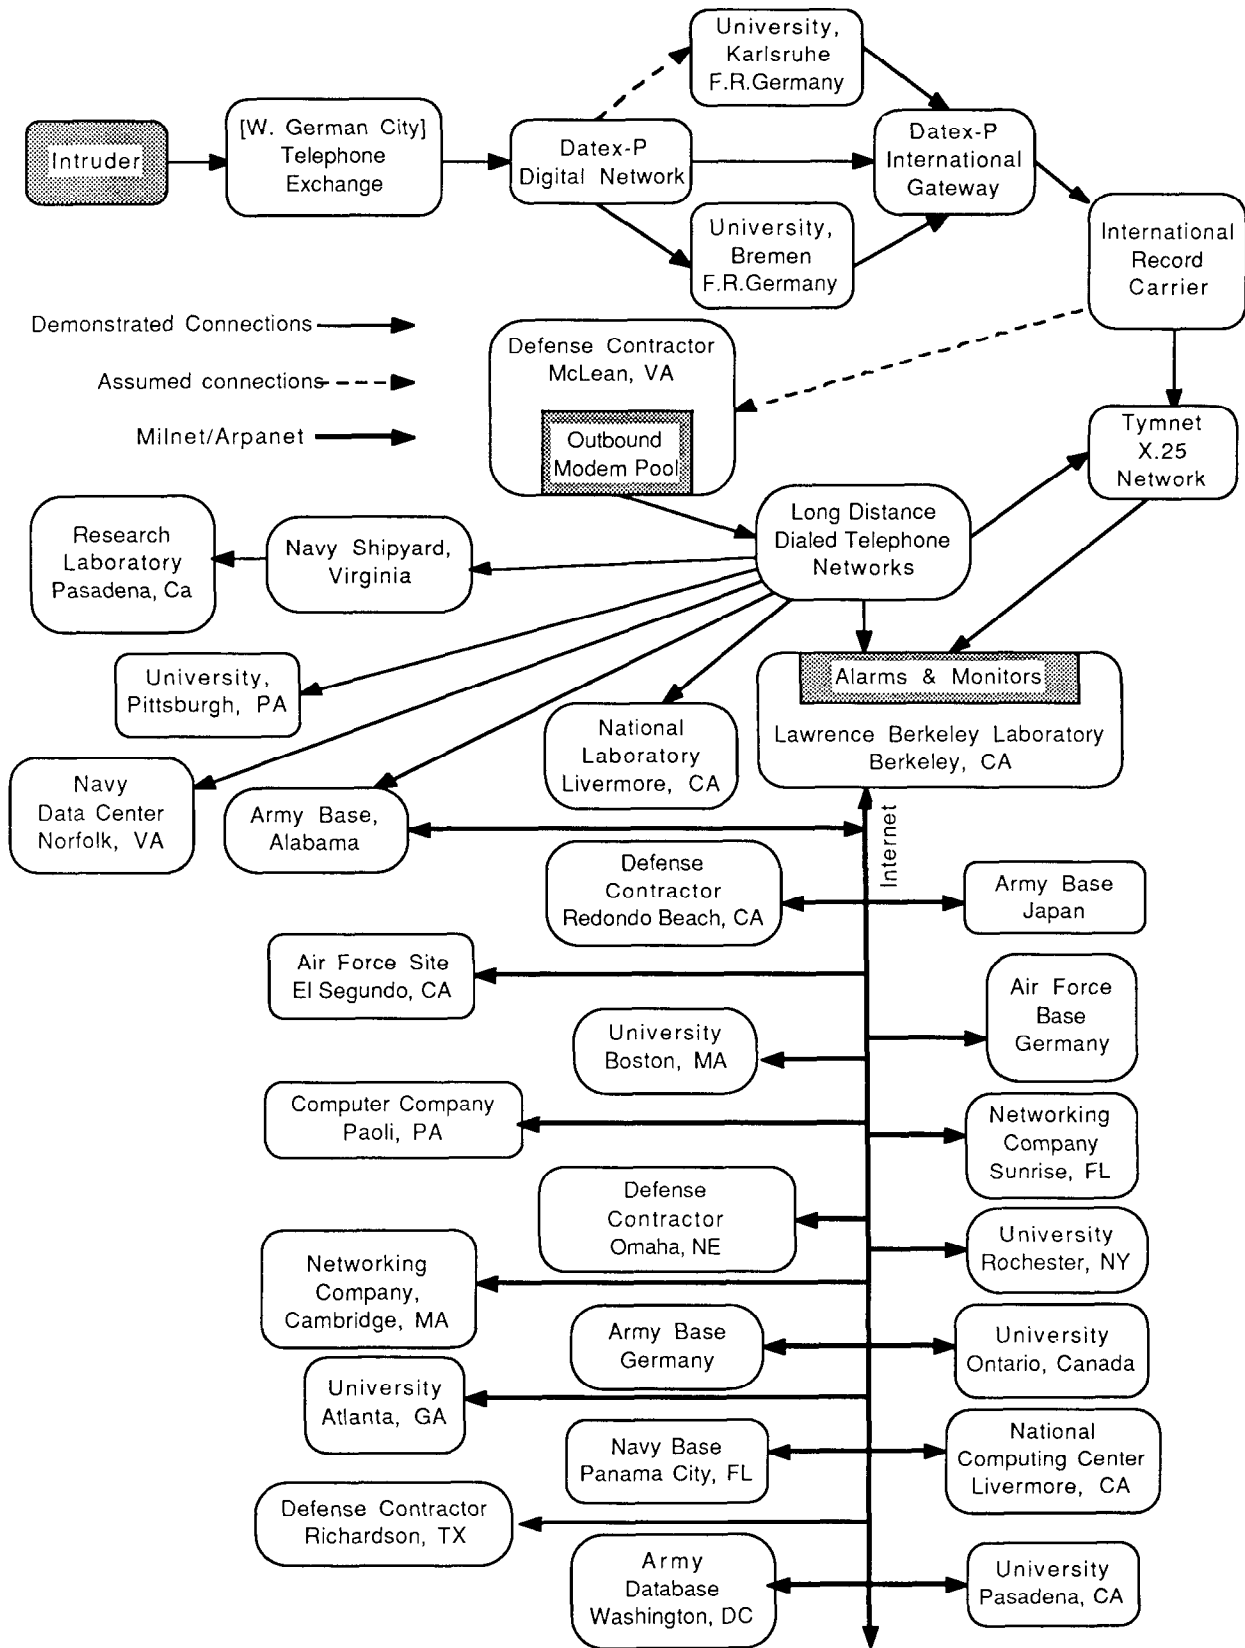 University,
Karlsruhe
F.R.Germany
Intruder
[W. German City]
Telephone
Exchange
Datex-P
Digital Network
Datex-P
International
Gateway
University,
Bremen
F.R.Germany
International
Record
Carrier
Demonstrated Connections
Assumed connections
Milnet/Arpanet
Defense Contractor
McLean, VA
Outbound
Modem Pool
Tymnet
X.25
Network
Long Distance
Dialed Telephone
Networks
Research
Laboratory
Pasadena, Ca
Navy Shipyard,
Virginia
University,
Pittsburgh, PA
Alarms & Monitors
Lawrence Berkeley Laboratory
Berkeley, CA
National
Laboratory
Livermore, CA
Navy
Data Center
Norfolk, VA
Army Base,
Alabama
Internet
Defense
Contractor
Redondo Beach, CA
Army Base
Japan
Air Force Site
El Segundo, CA
Air Force
Base
Germany
University
Boston, MA
Computer Company
Paoli, PA
Networking
Company
Sunrise, FL
Defense
Contractor
Omaha, NE
University
Rochester, NY
Networking
Company,
Cambridge, MA
Army Base
Germany
University
Ontario, Canada
University
Atlanta, GA
Navy Base
Panama City, FL
National
Computing Center
Livermore, CA
Defense Contractor
Richardson, TX
Army
Database
Washington, DC
University
Pasadena, CA